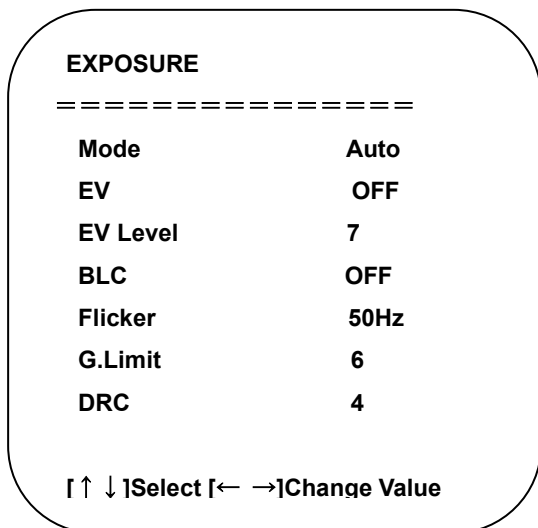 EXPOSURE
===============
Mode Auto
EV OFF
EV Level 7
BLC OFF
Flicker 50Hz
G.Limit 6
DRC 4
[↑ ↓]Select [← →]Change Value